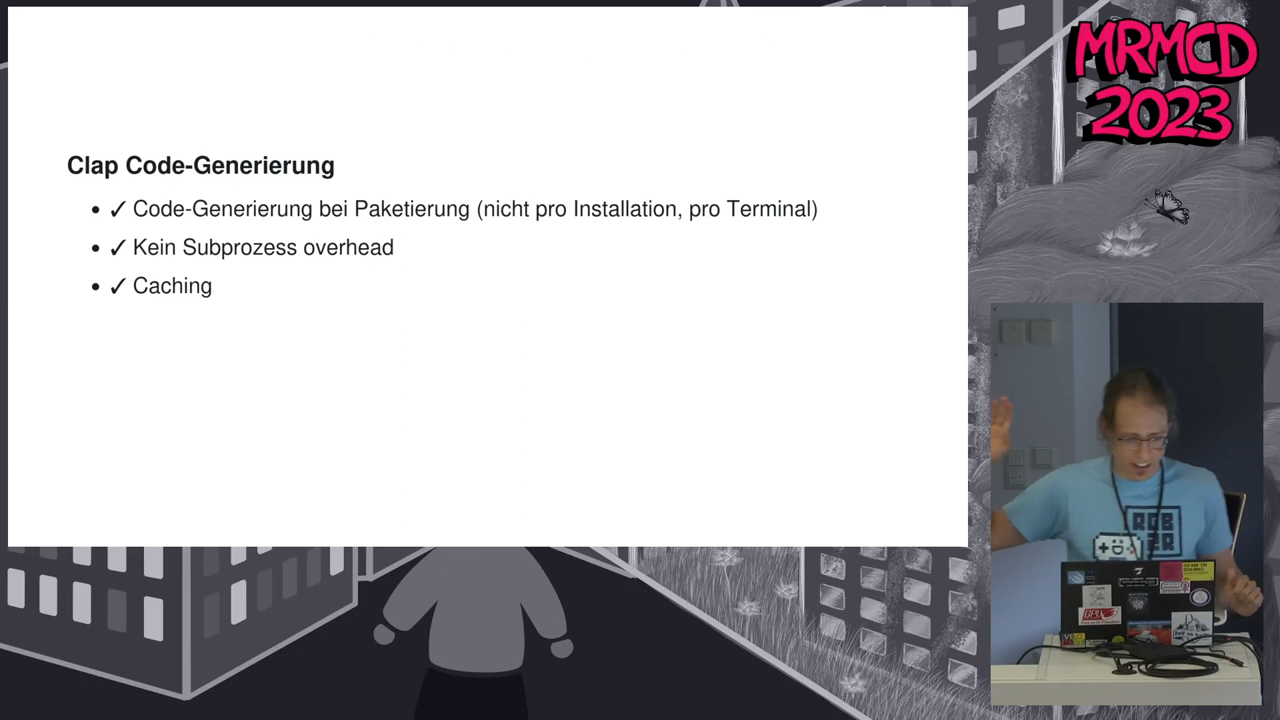 MRMCD
2023
Clap Code-Generierung
• ✓ Code-Generierung bei Paketierung (nicht pro Installation, pro Terminal)
• ✓ Kein Subprozess overhead
• ✓ Caching